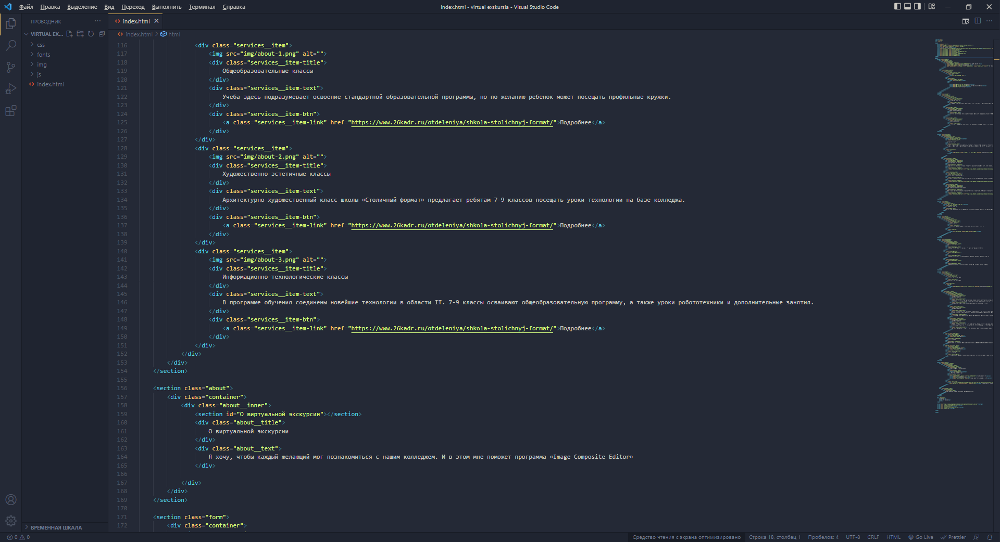 Файл Правка Выделение Вид Переход Выполнить Терминал Справка
index.html - virtual exskursia - Visual Studio Code
ПРОВОДНИК
index.html
VIRTUAL EX...
index.html > html
css
fonts
img
js
index.html
116 <div class="services__item">
117 <img src="img/about-1.png" alt="">
118 <div class="services__item-title">
119 Общеобразовательные классы
120 </div>
121 <div class="services__item-text">
122 Учеба здесь подразумевает освоение стандартной образовательной программы, но по желанию ребенок может посещать профильные кружки.
123 </div>
124 <div class="services__item-btn">
125 <a class="services__item-link" href="https://www.26kadr.ru/otdeleniya/shkola-stolichnyj-format/">Подробнее</a>
126 </div>
127 </div>
128 <div class="services__item">
129 <img src="img/about-2.png" alt="">
130 <div class="services__item-title">
131 Художественно-эстетичные классы
132 </div>
133 <div class="services__item-text">
134 Архитектурно-художественный класс школы «Столичный формат» предлагает ребятам 7-9 классов посещать уроки технологии на базе колледжа.
135 </div>
136 <div class="services__item-btn">
137 <a class="services__item-link" href="https://www.26kadr.ru/otdeleniya/shkola-stolichnyj-format/">Подробнее</a>
138 </div>
139 </div>
140 <div class="services__item">
141 <img src="img/about-3.png" alt="">
142 <div class="services__item-title">
143 Информационно-технологические классы
144 </div>
145 <div class="services__item-text">
146 В программе обучения соединены новейшие технологии в области IT. 7-9 классы осваивают общеобразовательную программу, а также уроки робототехники и дополнительные занятия.
147 </div>
148 <div class="services__item-btn">
149 <a class="services__item-link" href="https://www.26kadr.ru/otdeleniya/shkola-stolichnyj-format/">Подробнее</a>
150 </div>
151 </div>
152 </div>
153 </div>
154 </section>
155
156 <section class="about">
157 <div class="container">
158 <div class="about__inner">
159 <section id="О виртуальной экскурсии"></section>
160 <div class="about__title">
161 О виртуальной экскурсии
162 </div>
163 <div class="about__text">
164 Я хочу, чтобы каждый желающий мог познакомиться с нашим колледжем. И в этом мне поможет программа «Image Composite Editor»
165 </div>
166
167 </div>
168 </div>
169 </section>
170
171 <section class="form">
172 <div class="container">
ВРЕМЕННАЯ ШКАЛА
0 0
Средство чтения с экрана оптимизировано Строка 18, столбец 1 Пробелов: 4 UTF-8 CRLF HTML Go Live Prettier